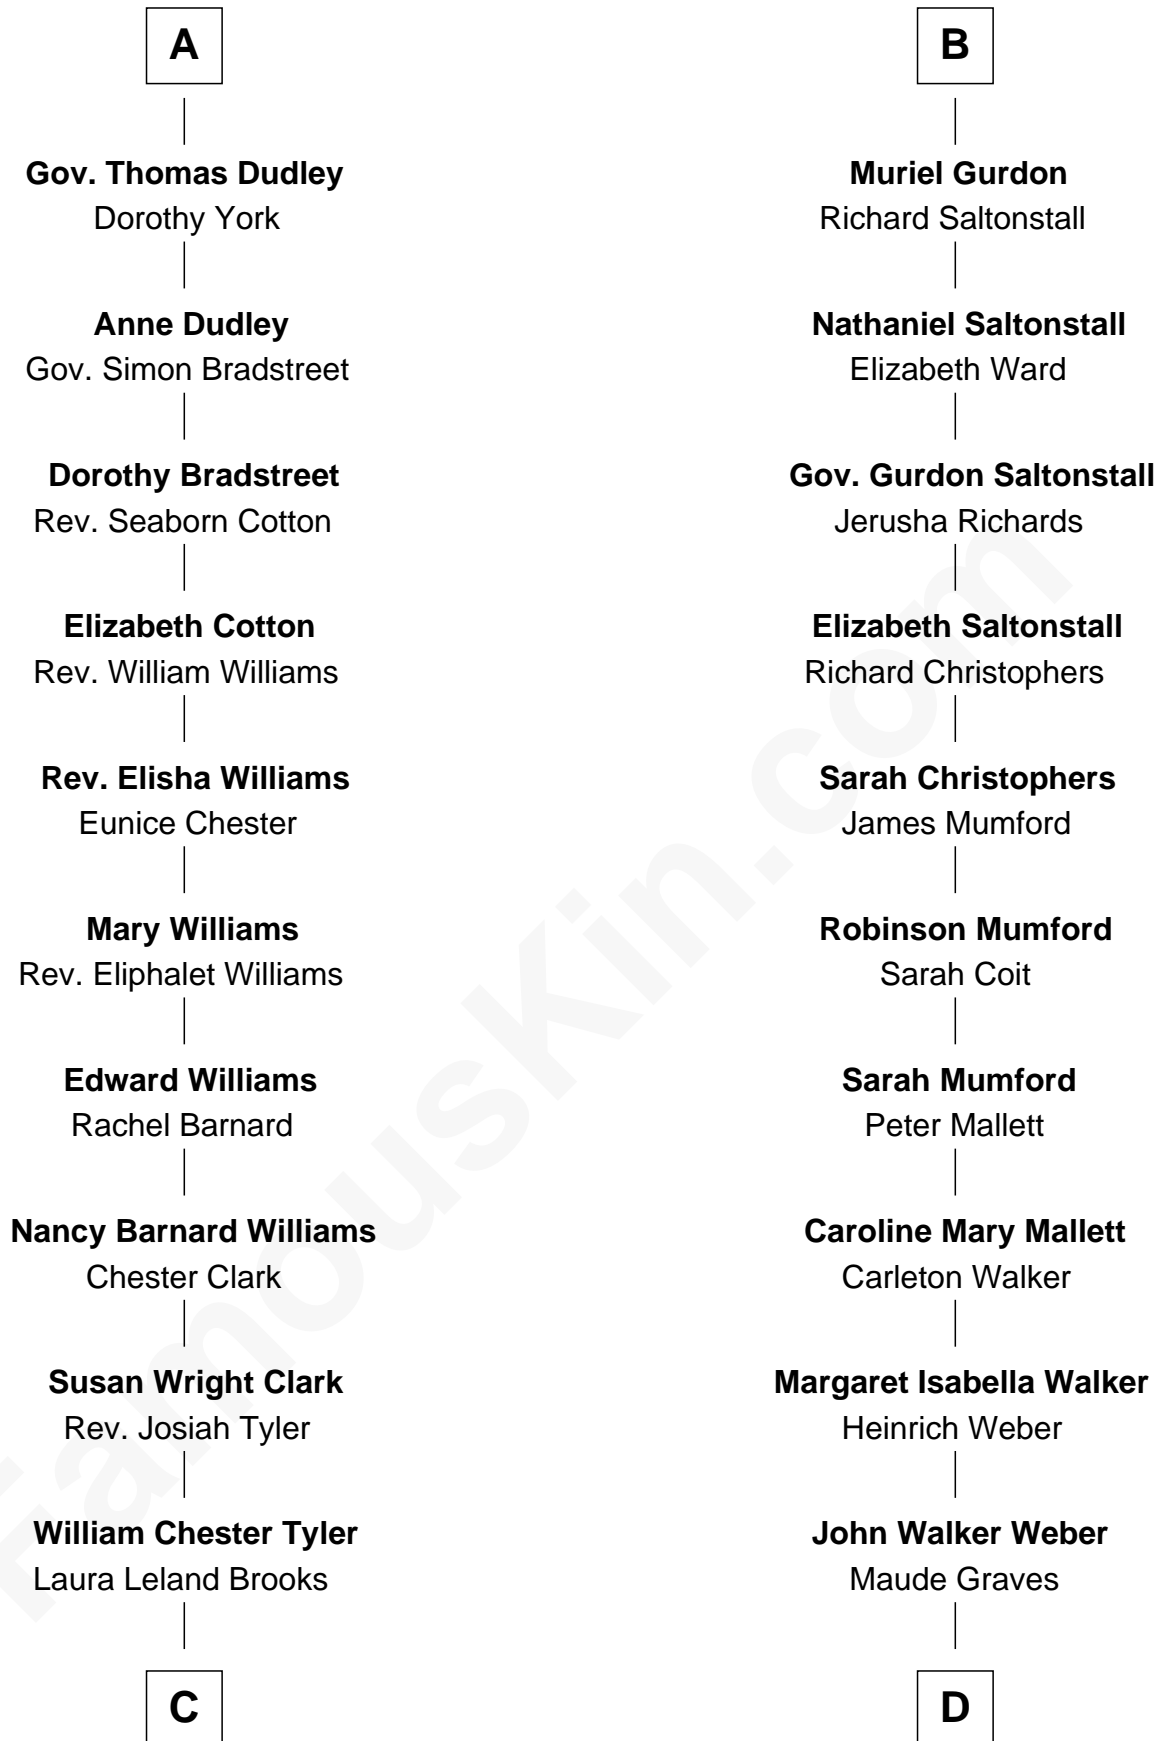 A
Gov. Thomas Dudley
Dorothy York
Anne Dudley
Gov. Simon Bradstreet
Dorothy Bradstreet
Rev. Seaborn Cotton
Elizabeth Cotton
Rev. William Williams
Rev. Elisha Williams
Eunice Chester
Mary Williams
Rev. Eliphalet Williams
Edward Williams
Rachel Barnard
Nancy Barnard Williams
Chester Clark
Susan Wright Clark
Rev. Josiah Tyler
William Chester Tyler
Laura Leland Brooks
C
B
Muriel Gurdon
Richard Saltonstall
Nathaniel Saltonstall
Elizabeth Ward
Gov. Gurdon Saltonstall
Jerusha Richards
Elizabeth Saltonstall
Richard Christophers
Sarah Christophers
James Mumford
Robinson Mumford
Sarah Coit
Sarah Mumford
Peter Mallett
Caroline Mary Mallett
Carleton Walker
Margaret Isabella Walker
Heinrich Weber
John Walker Weber
Maude Graves
D
FamousKin.com